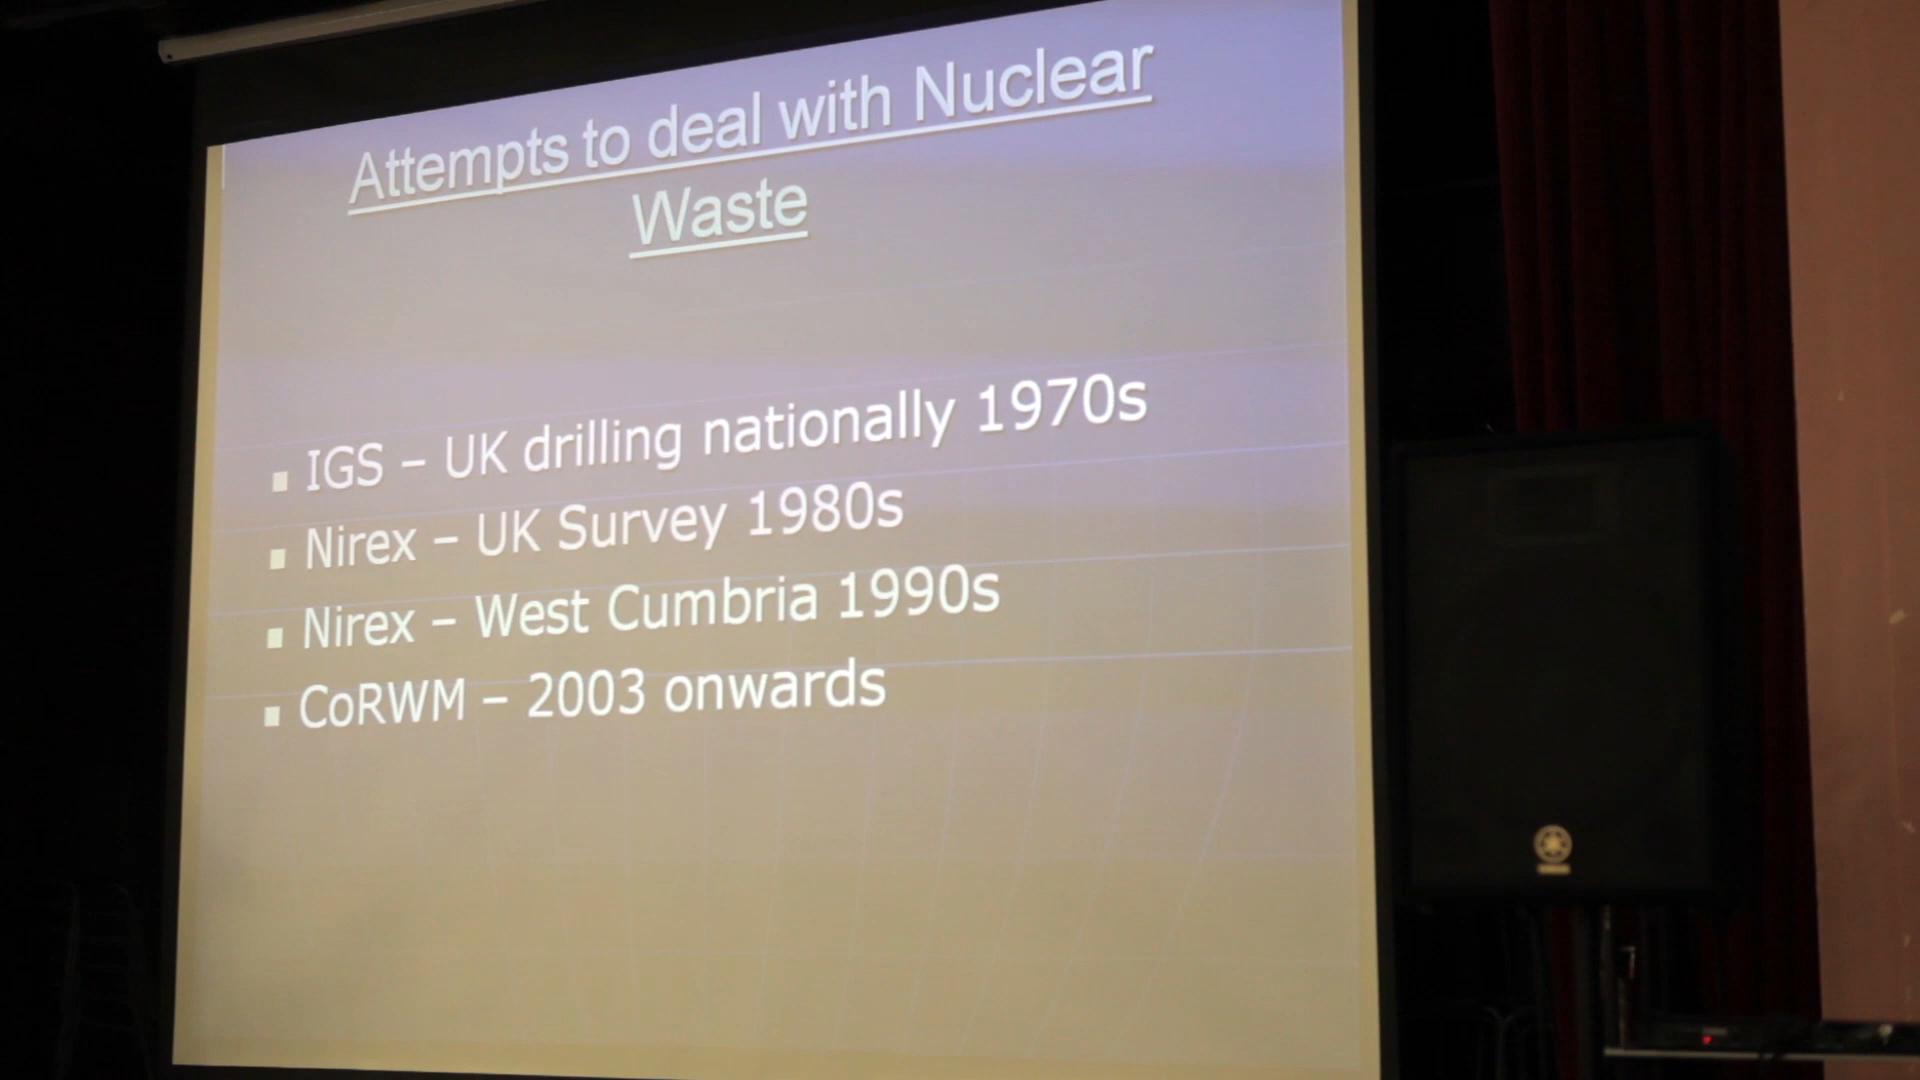 Attempts to deal with Nuclear
Waste
▪ IGS – UK drilling nationally 1970s
▪ Nirex – UK Survey 1980s
▪ Nirex – West Cumbria 1990s
▪ CoRWM – 2003 onwards